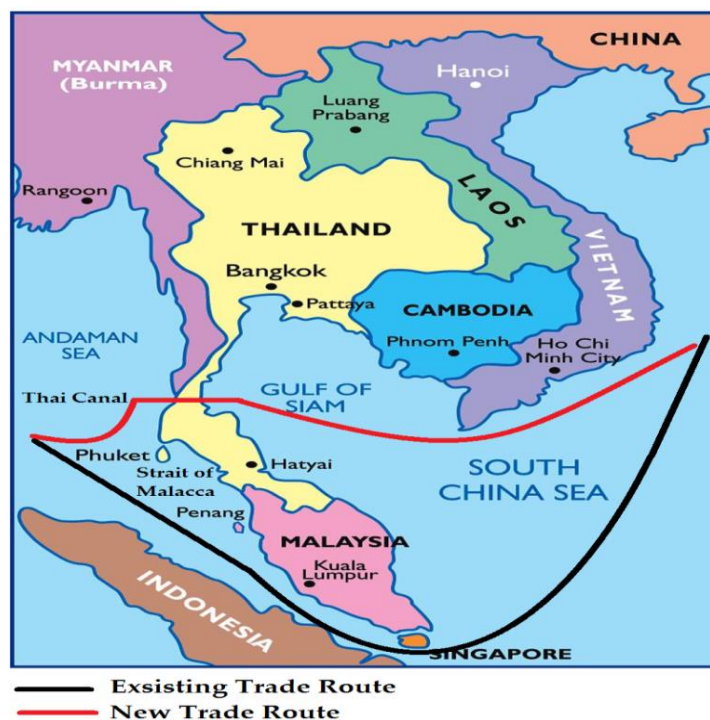 CHINA
MYANMAR
(Burma)
Hanoi
Luang
Prabang
Chiang Mai
Rangoon
LAOS
THAILAND
VIETNAM
Bangkok
Pattaya
CAMBODIA
ANDAMAN
SEA
Phnom Penh
Ho Chi
Minh City
Thai Canal
GULF OF
SIAM
Phuket
Strait of
Malacca
Hatyai
SOUTH
CHINA SEA
Penang
MALAYSIA
Kuala
Lumpur
INDONESIA
SINGAPORE
Exsisting Trade Route
New Trade Route